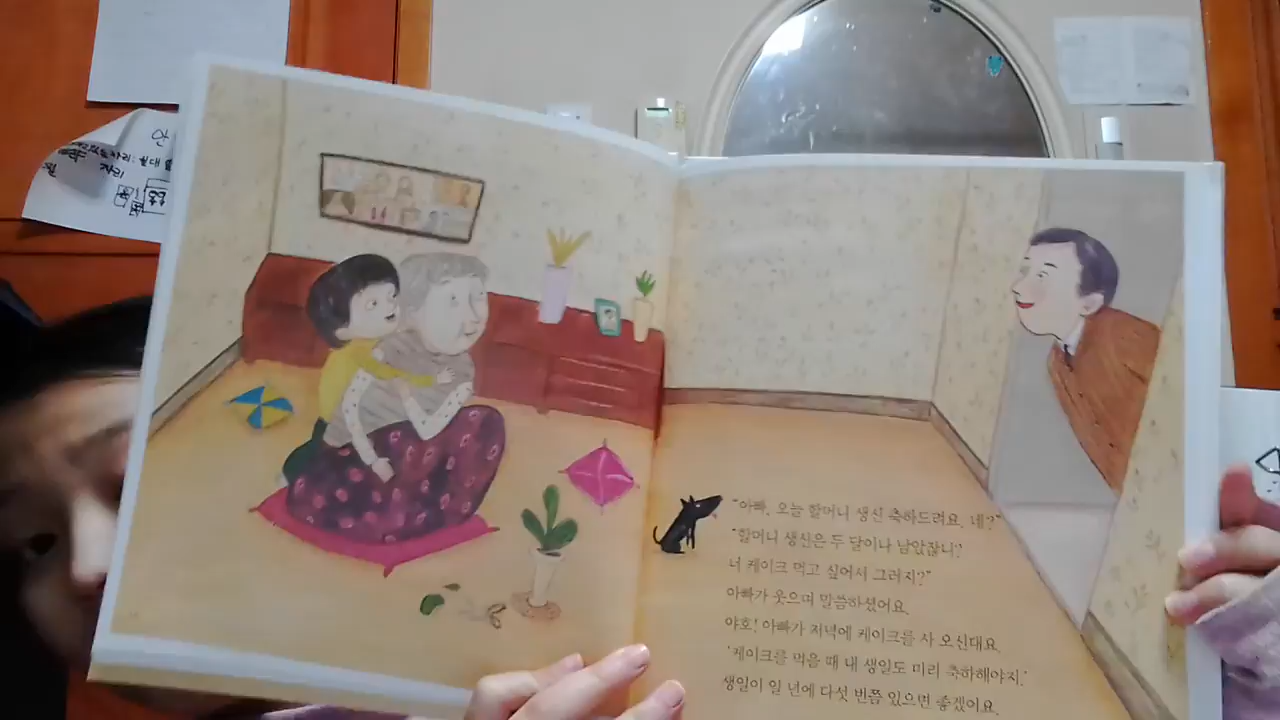 안
자리
"아빠, 오늘 할머니 생신 축하드려요, 네?"
"할머니 생신은 두 달이나 남았잖니?
너 케이크 먹고 싶어서 그러지?"
아빠가 웃으며 말씀하셨어요.
야호! 아빠가 저녁에 케이크를 사 오신대요.
'케이크를 먹을 때 내 생일도 미리 축하해야지.'
생일이 일 년에 다섯 번쯤 있으면 좋겠어요.